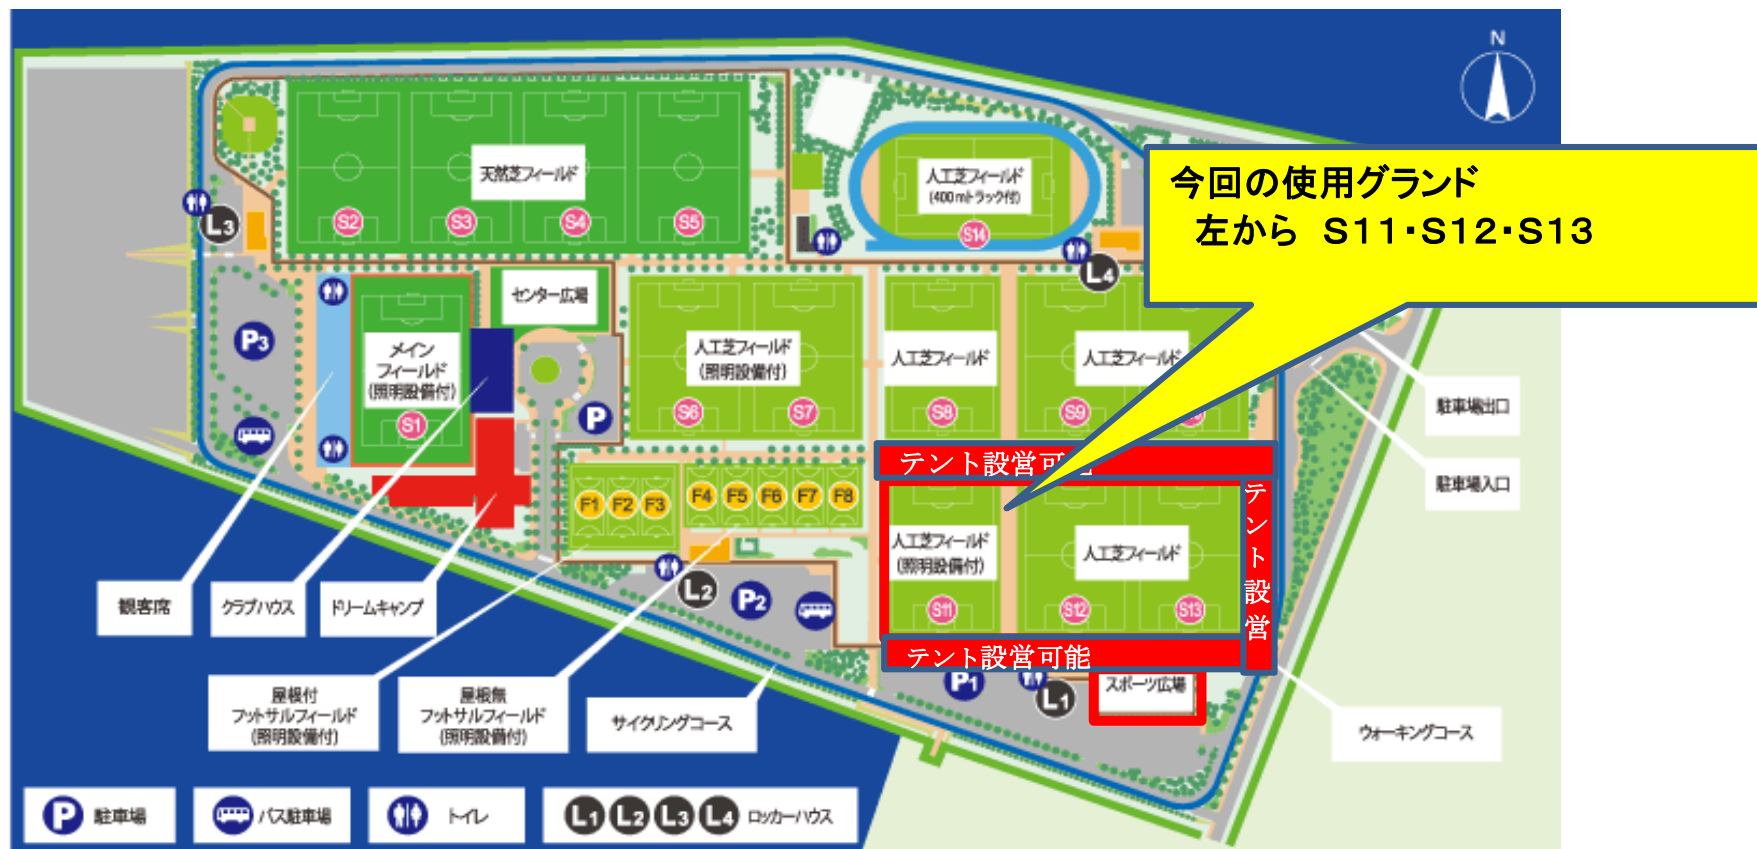 N
今回の使用グランド
左から S11・S12・S13
天然芝フィールド
S2
S3
S4
S5
人工芝フィールド
(400mトラック付)
S14
L3
L4
センター広場
P3
メイン
フィールド
(照明設備付)
S1
P
人工芝フィールド
(照明設備付)
S6
S7
人工芝フィールド
S8
人工芝フィールド
S9
駐車場出口
駐車場入口
テント設営可能
F1
F2
F3
F4
F5
F6
F7
F8
人工芝フィールド
(照明設備付)
S11
人工芝フィールド
S12
S13
テント設営
テント設営可能
L2
P2
P1
L1
スポーツ広場
観客席
クラブハウス
ドリームキャンプ
屋根付
フットサルフィールド
(照明設備付)
屋根無
フットサルフィールド
(照明設備付)
サイクリングコース
ウォーキングコース
P 駐車場
バス駐車場
トイレ
L1 L2 L3 L4 ロッカーハウス